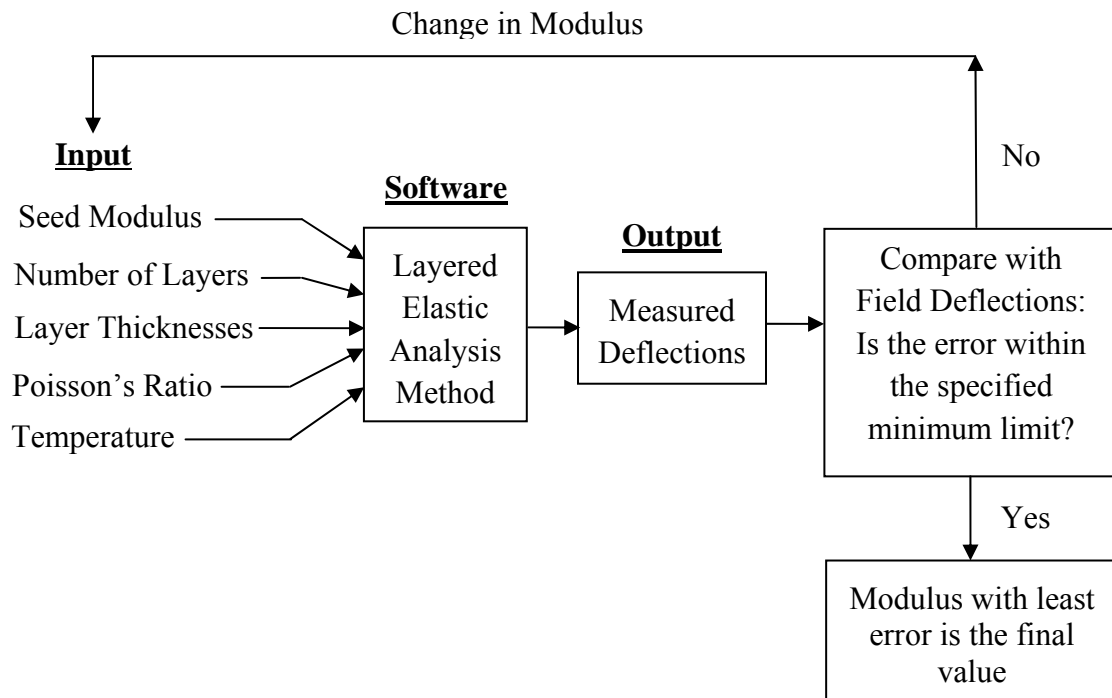 Change in Modulus
Input
Seed Modulus
Number of Layers
Layer Thicknesses
Poisson's Ratio
Temperature
Software
Layered
Elastic
Analysis
Method
Output
Measured
Deflections
Compare with
Field Deflections:
Is the error within
the specified
minimum limit?
No
Yes
Modulus with least
error is the final
value